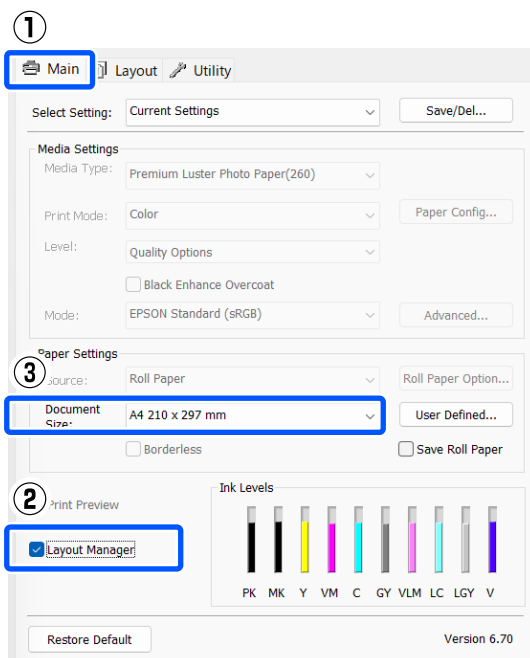 ①
Main Layout Utility
Select Setting: Current Settings Save/Del...
Media Settings
Media Type: Premium Luster Photo Paper(260)
Print Mode: Color Paper Config...
Level: Quality Options
Black Enhance Overcoat
Mode: EPSON Standard (sRGB) Advanced...
Paper Settings
③
Source: Roll Paper Roll Paper Option...
Document
Size: A4 210 x 297 mm User Defined...
Borderless Save Roll Paper
②
Print Preview
Ink Levels
Layout Manager
PK MK Y VM C GY VLM LC LGY V
Restore Default Version 6.70